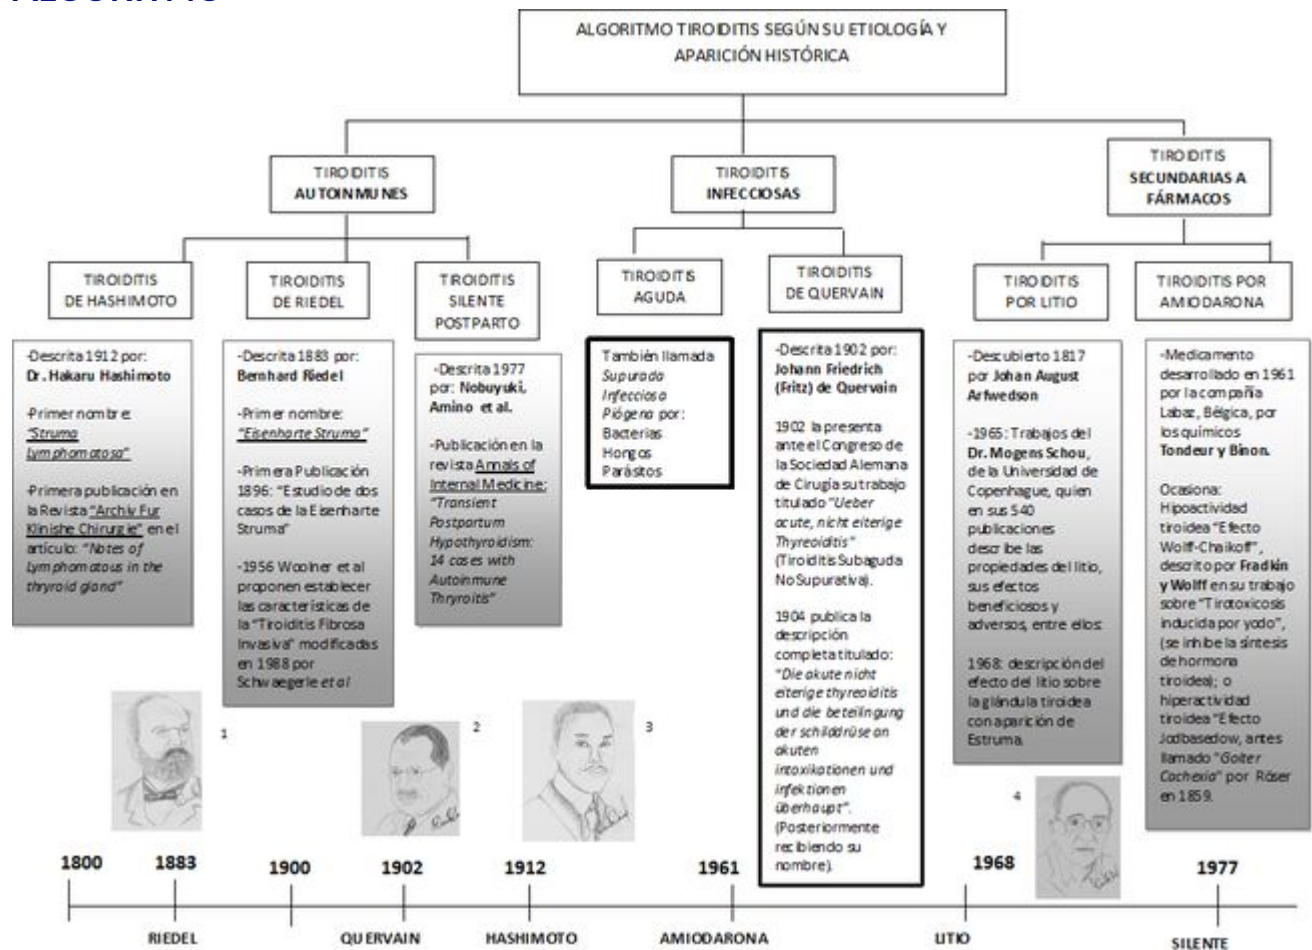 ALGORITMO TIROIDITIS SEGÚN SU ETIOLOGÍA Y
APARICIÓN HISTÓRICA
TIROIDITIS
AUTOINMUNES
TIROIDITIS
INFECCIOSAS
TIROIDITIS
SECUNDARIAS A
FÁRMACOS
TIROIDITIS
DE HASHIMOTO
TIROIDITIS
DE RIEDEL
TIROIDITIS
SILENTE
POSTPARTO
TIROIDITIS
AGUDA
TIROIDITIS
DE QUERVAIN
TIROIDITIS
POR LITIO
TIROIDITIS POR
AMIODARONA
-Descrita 1912 por:
Dr. Hakaru Hashimoto
-Primer nombre:
"Struma
Lymphomatosa"
-Primera publicación en
la Revista "Archiv Fur
Klinishe Chirurgie" en el
artículo: "Notes of
Lymphomatous in the
thryroid gland"
-Descrita 1883 por:
Bernhard Riedel
-Primer nombre:
"Eisenharte Struma"
-Primera Publicación
1896: "Estudio de dos
casos de la Eisenharte
Struma"
-1956 Woolner et al
proponen establecer
las características de
la "Tiroiditis Fibrosa
Invasiva" modificadas
en 1988 por
Schwaegerle et al
-Descrita 1977
por: Nobuyuki,
Amino et al.
-Publicación en la
revista Annals of
Internal Medicine:
"Transient
Postpartum
Hypothyroidism:
14 cases with
Autoinmune
Thryroitis"
También llamada
Supurada
Infecciosa
Piógena por:
Bacterias
Hongos
Parásitos
-Descrita 1902 por:
Johann Friedrich
(Fritz) de Quervain
1902 la presenta
ante el Congreso de
la Sociedad Alemana
de Cirugía su trabajo
titulado "Ueber
acute, nicht eiterige
Thyreoiditis"
(Tiroiditis Subaguda
No Supurativa).
1904 publica la
descripción
completa titulado:
"Die akute nicht
eiterige thyreoiditis
und die beteilingung
der schilddrüse an
akuten
intoxikationen und
infektionen
überhaupt".
(Posteriormente
recibiendo su
nombre).
-Descubierto 1817
por Johan August
Arfwedson
-1965: Trabajos del
Dr. Mogens Schou,
de la Universidad de
Copenhague, quien
en sus 540
publicaciones
describe las
propiedades del litio,
sus efectos
beneficiosos y
adversos, entre ellos:
1968: descripción del
efecto del litio sobre
la glándula tiroidea
con aparición de
Estruma.
-Medicamento
desarrollado en 1961
por la compañía
Labaz, Bélgica, por
los químicos
Tondeur y Binon.
Ocasiona:
Hipoactividad
tiroidea "Efecto
Wolff-Chaikoff",
descrito por Fradkin
y Wolff en su trabajo
sobre "Tirotoxicosis
inducida por yodo",
(se inhibe la síntesis
de hormona
tiroidea); o
hiperactividad
tiroidea "Efecto
Jodbasedow, antes
llamado "Goiter
Cachexia" por Röser
en 1859.
1
2
3
4
1800
1883
1900
1902
1912
1961
1968
1977
RIEDEL
QUERVAIN
HASHIMOTO
AMIODARONA
LITIO
SILENTE